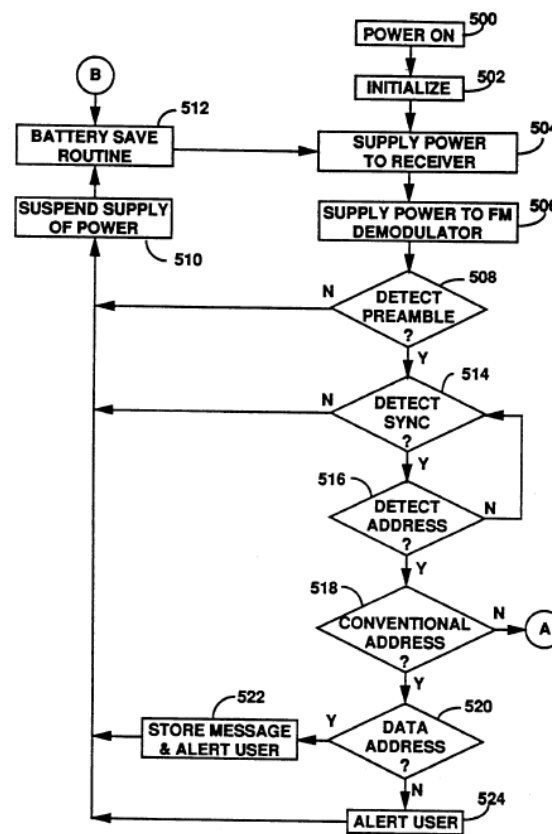 500
POWER ON
502
INITIALIZE
B
512
BATTERY SAVE
ROUTINE
504
SUPPLY POWER
TO RECEIVER
SUSPEND SUPPLY
OF POWER
510
506
SUPPLY POWER TO FM
DEMODULATOR
508
N
DETECT
PREAMBLE
?
Y
514
N
DETECT
SYNC
?
Y
516
DETECT
ADDRESS
?
N
Y
518
CONVENTIONAL
ADDRESS
?
N
A
Y
522
STORE MESSAGE
& ALERT USER
Y
520
DATA
ADDRESS
?
N
524
ALERT USER